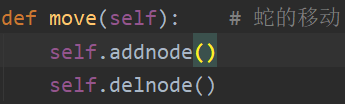 def move(self):    # 蛇的移动
    self.addnode()
    self.delnode()